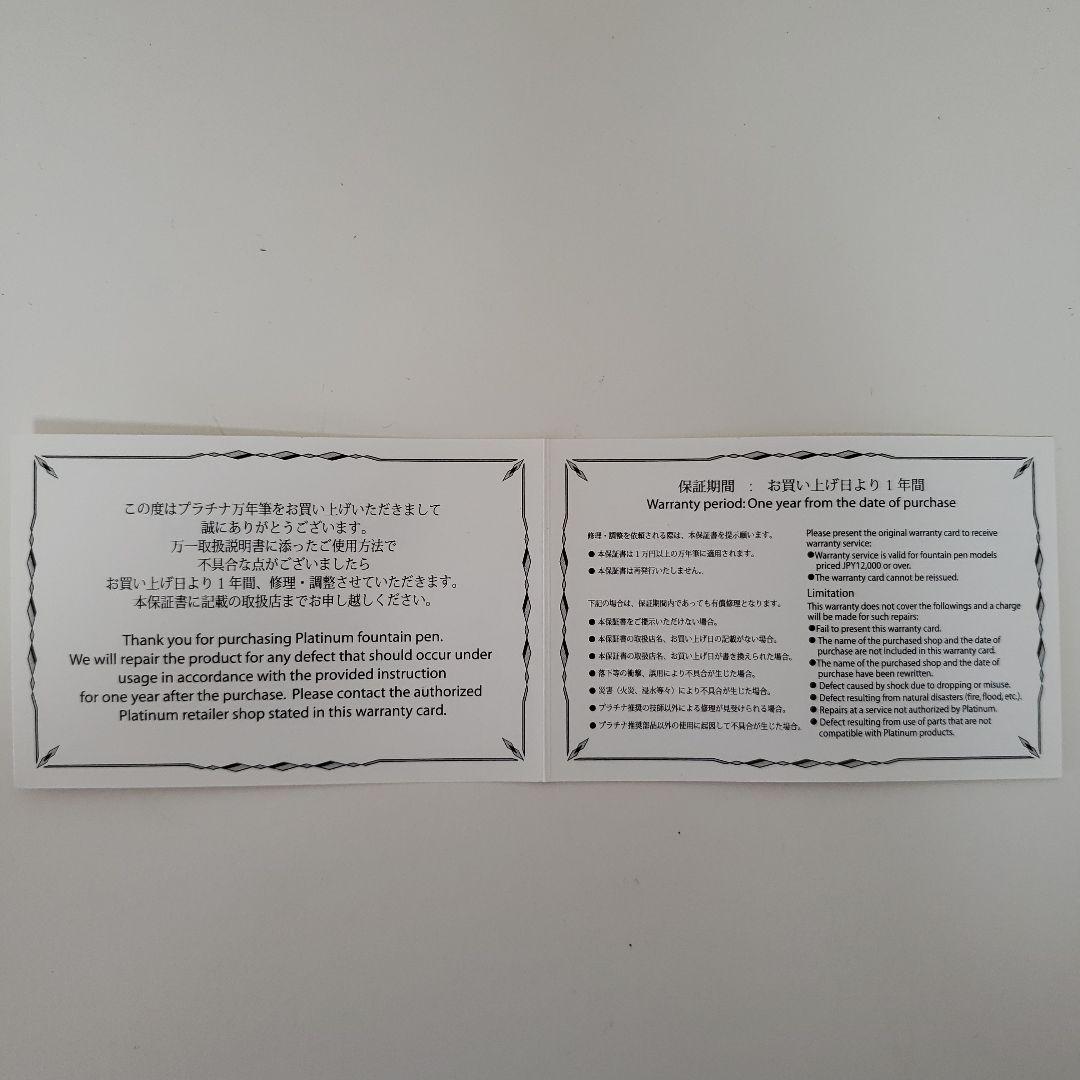 この度はプラチナ万年筆をお買い上げいただきまして
誠にありがとうございます。
万一取扱説明書に添ったご使用方法で
不具合な点がございましたら
お買い上げ日より1年間、修理・調整させていただきます。
本保証書に記載の取扱店までお申し越しください。
Thank you for purchasing Platinum fountain pen.
We will repair the product for any defect that should occur under
usage in accordance with the provided instruction
for one year after the purchase. Please contact the authorized
Platinum retailer shop stated in this warranty card.
保証期間 : お買い上げ日より1年間
Warranty period: One year from the date of purchase
修理・調整を依頼される際は、本保証書を提示願います。
● 本保証書は1万円以上の万年筆に適用されます。
● 本保証書は再発行いたしません。
下記の場合は、保証期間内であっても有償修理となります。
● 本保証書をご提示いただけない場合。
● 本保証書の取扱店名、お買い上げ日の記載がない場合。
● 本保証書の取扱店名、お買い上げ日が書き換えられた場合。
● 落下等の衝撃、誤用により不具合が生じた場合。
● 災害（火災、浸水等々）により不具合が生じた場合。
● プラチナ推奨の技師以外による修理が見受けられる場合。
● プラチナ推奨部品以外の使用に起因して不具合が生じた場合。
Please present the original warranty card to receive
warranty service:
●Warranty service is valid for fountain pen models
priced JPY12,000 or over.
●The warranty card cannot be reissued.
Limitation
This warranty does not cover the followings and a charge
will be made for such repairs:
●Fail to present this warranty card.
● The name of the purchased shop and the date of
purchase are not included in this warranty card.
●The name of the purchased shop and the date of
purchase have been rewritten.
● Defect caused by shock due to dropping or misuse.
● Defect resulting from natural disasters (fire, flood, etc.).
● Repairs at a service not authorized by Platinum.
● Defect resulting from use of parts that are not
compatible with Platinum products.